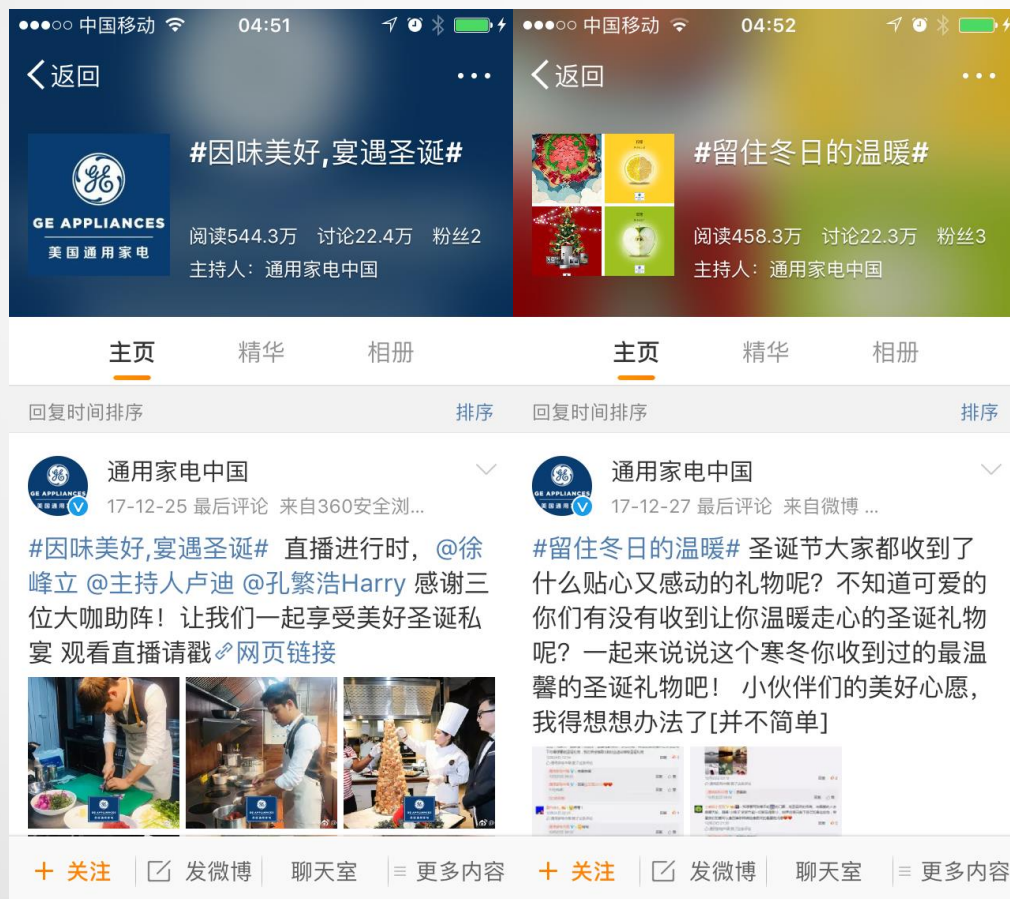 中国移动 04:51
返回
#因味美好,宴遇圣诞#
GE APPLIANCES
美国通用家电
阅读544.3万 讨论22.4万 粉丝2
主持人：通用家电中国
主页 精华 相册
回复时间排序 排序
通用家电中国
17-12-25 最后评论 来自360安全浏...
#因味美好,宴遇圣诞# 直播进行时，@徐
峰立 @主持人卢迪 @孔繁浩Harry 感谢三
位大咖助阵！让我们一起享受美好圣诞私
宴 观看直播请戳 网页链接
+ 关注 发微博 聊天室 更多内容
中国移动 04:52
返回
#留住冬日的温暖#
阅读458.3万 讨论22.3万 粉丝3
主持人：通用家电中国
主页 精华 相册
回复时间排序 排序
通用家电中国
17-12-27 最后评论 来自微博 ...
#留住冬日的温暖# 圣诞节大家都收到了
什么贴心又感动的礼物呢？不知道可爱的
你们有没有收到让你温暖走心的圣诞礼物
呢？一起来说说这个寒冬你收到过的最温
馨的圣诞礼物吧！ 小伙伴们的美好心愿，
我得想想办法了[并不简单]
+ 关注 发微博 聊天室 更多内容